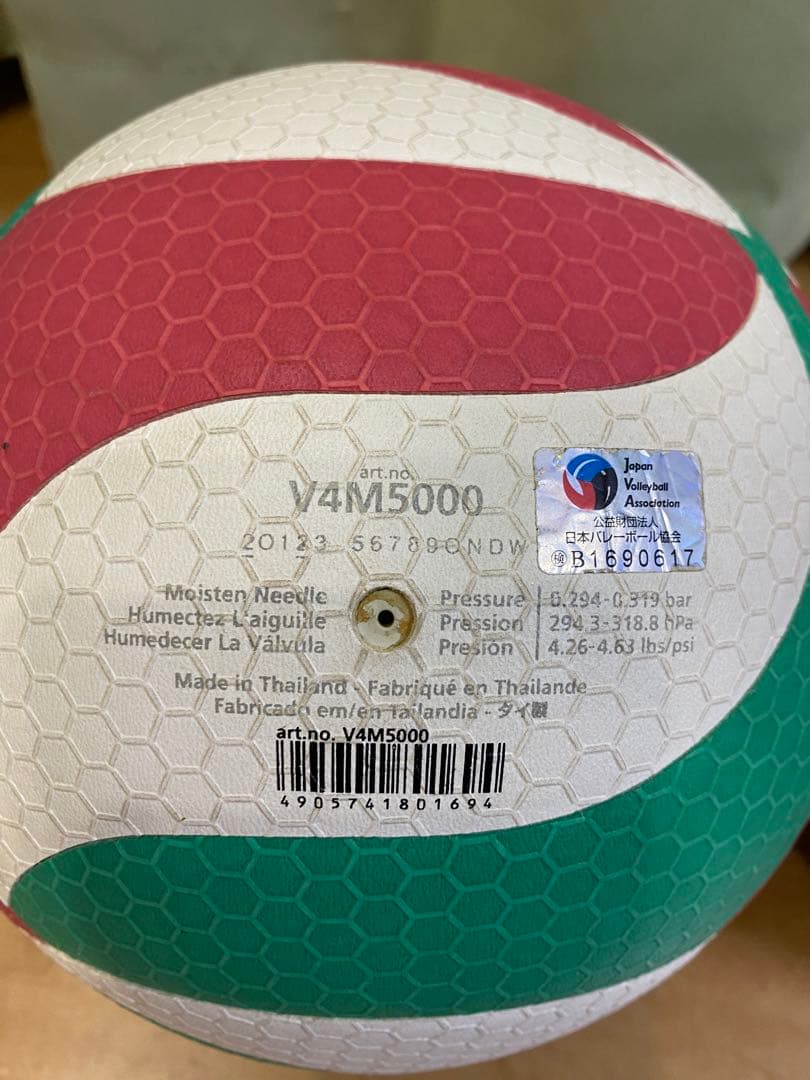 art.no.
V4M5000
20123 567890NDW
Japan
Volleyball
Association
公益財団法人
日本バレーボール協会
検 B1690617
Moisten Needle
Humectez L'aiguille
Humedecer La Válvula
Pressure 0.294-0.319 bar
Pression 294.3-318.8 hPa
Presión 4.26-4.63 lbs/psi
Made in Thailand - Fabriqué en Thaïlande
Fabricado em/en Tailandia - タイ製
art.no. V4M5000
4905741801694